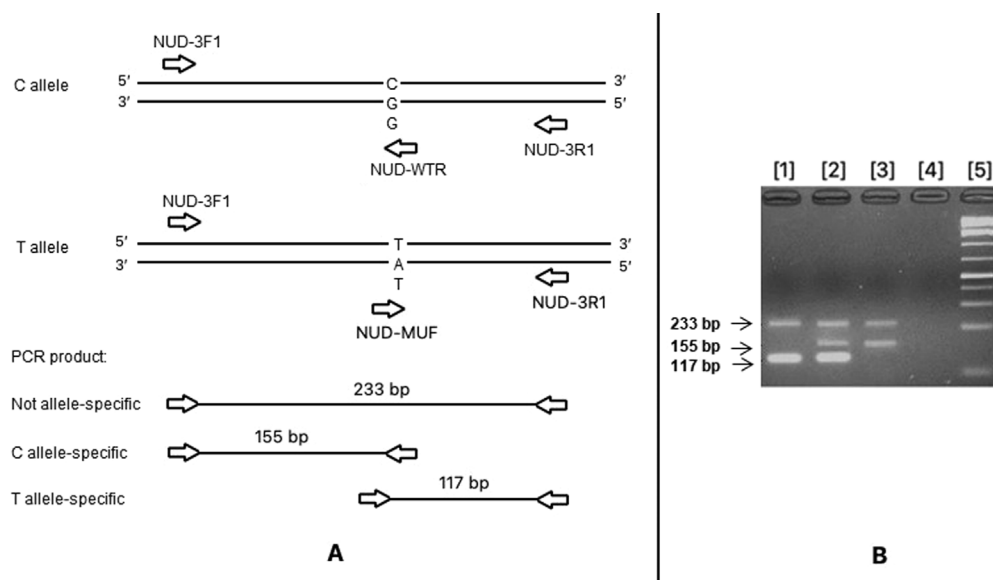 NUD-3F1
5′ C 3′
C allele
3′ G 5′
G
NUD-WTR
NUD-3R1
NUD-3F1
5′ T 3′
T allele
3′ A 5′
T
NUD-MUF
NUD-3R1
PCR product:
Not allele-specific
233 bp
C allele-specific
155 bp
T allele-specific
117 bp
A
[1] [2] [3] [4] [5]
233 bp
155 bp
117 bp
B